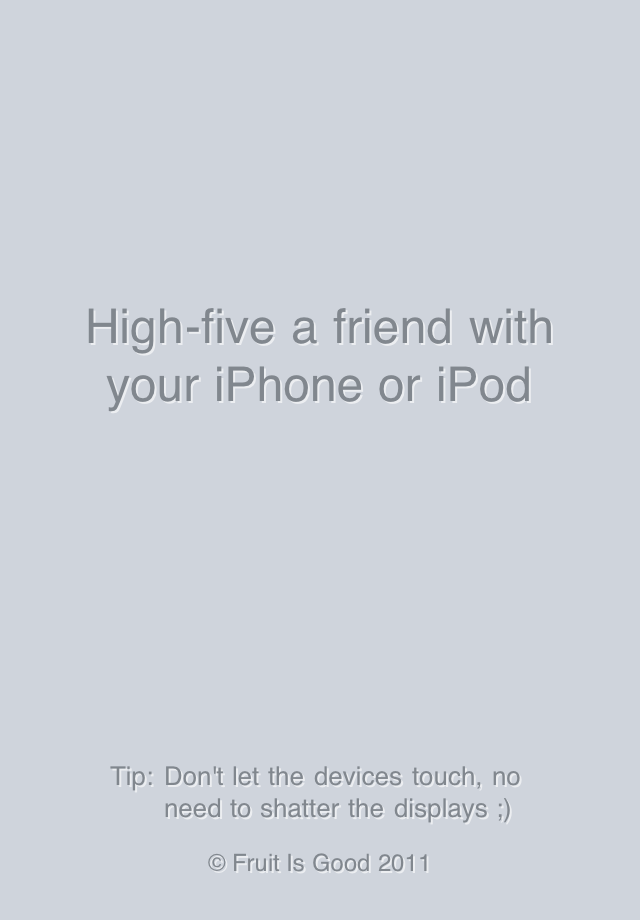 High-five a friend with
your iPhone or iPod
Tip: Don't let the devices touch, no
need to shatter the displays ;)
© Fruit Is Good 2011